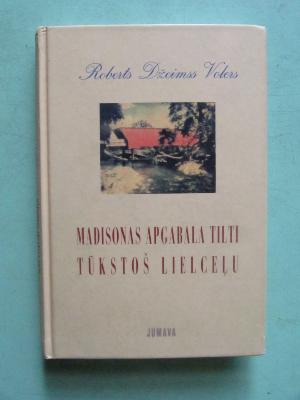 Roberts Džeimss Volers
MADISONAS APGABALA TILTI
TŪKSTOŠ LIELCEĻU
JUMAVA